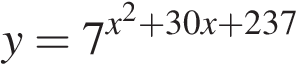 y = 7^{x^2+30x+237}